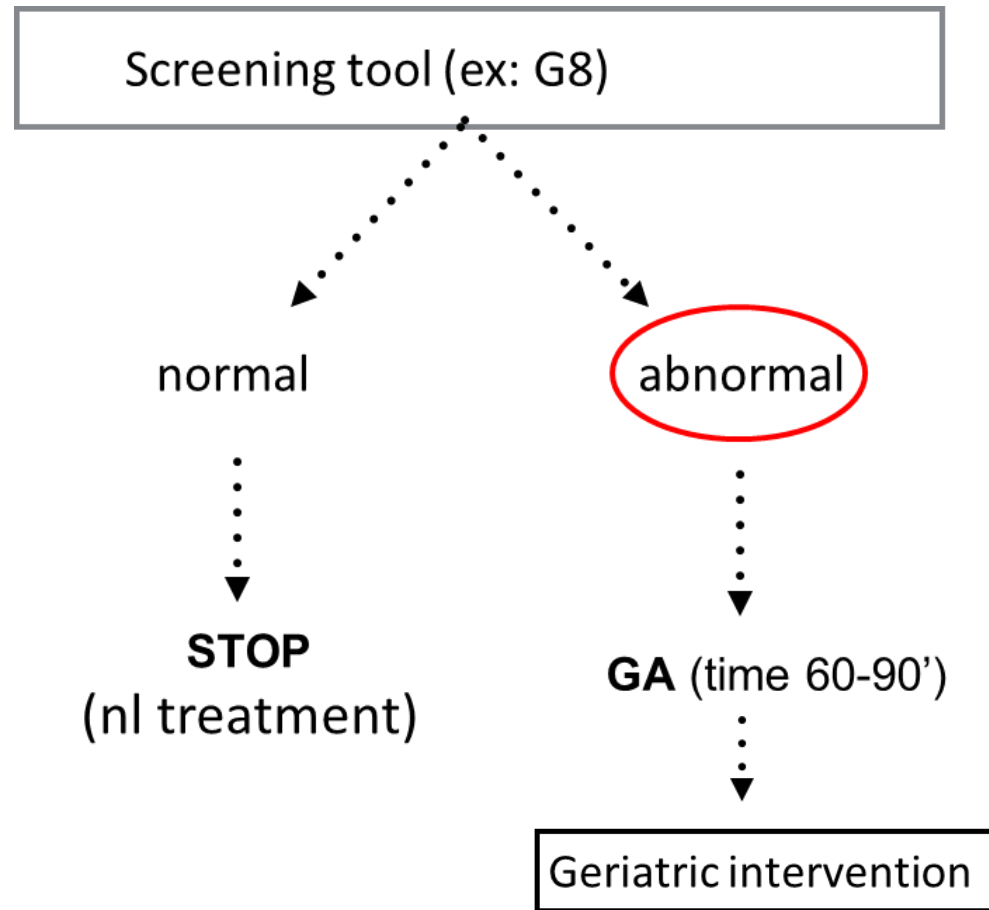 Screening tool (ex: G8)
normal
abnormal
STOP
(nl treatment)
GA (time 60-90’)
Geriatric intervention